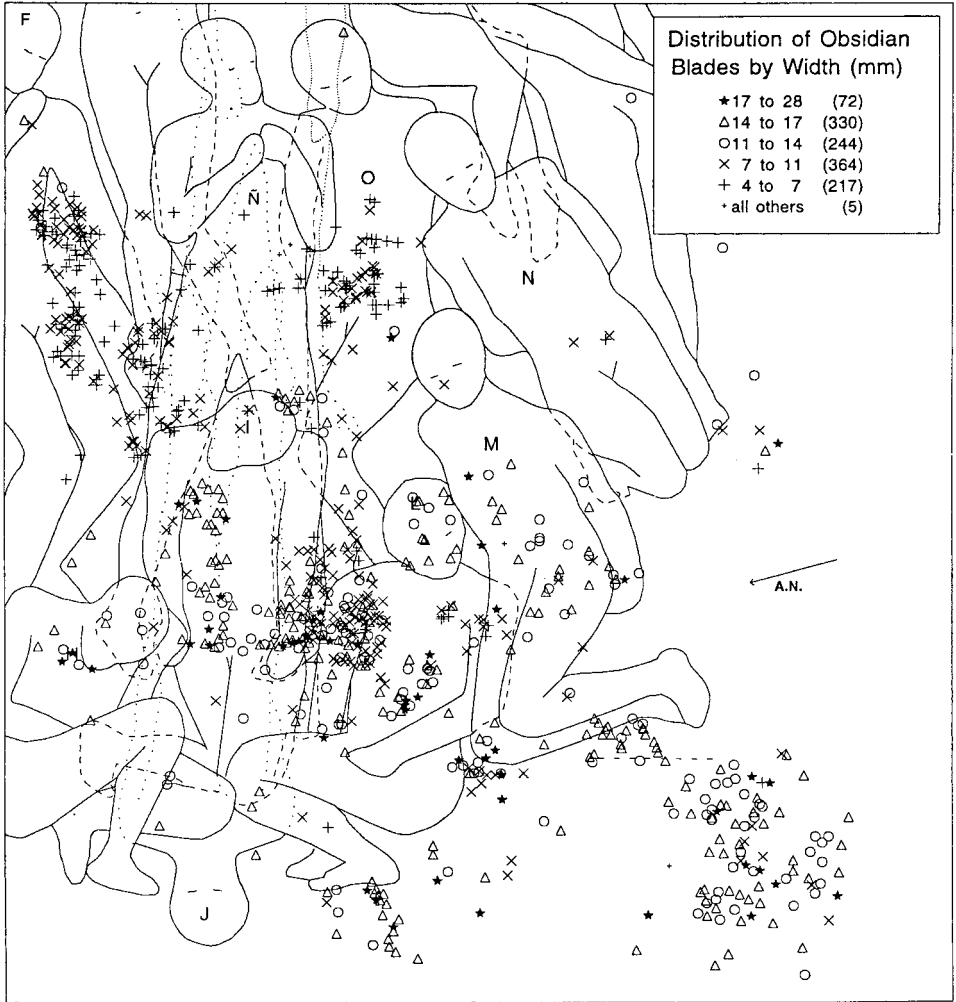 F
Distribution of Obsidian
Blades by Width (mm)
★ 17 to 28 (72)
△ 14 to 17 (330)
○ 11 to 14 (244)
× 7 to 11 (364)
+ 4 to 7 (217)
+ all others (5)
O
Ñ
N
I
M
A.N.
J